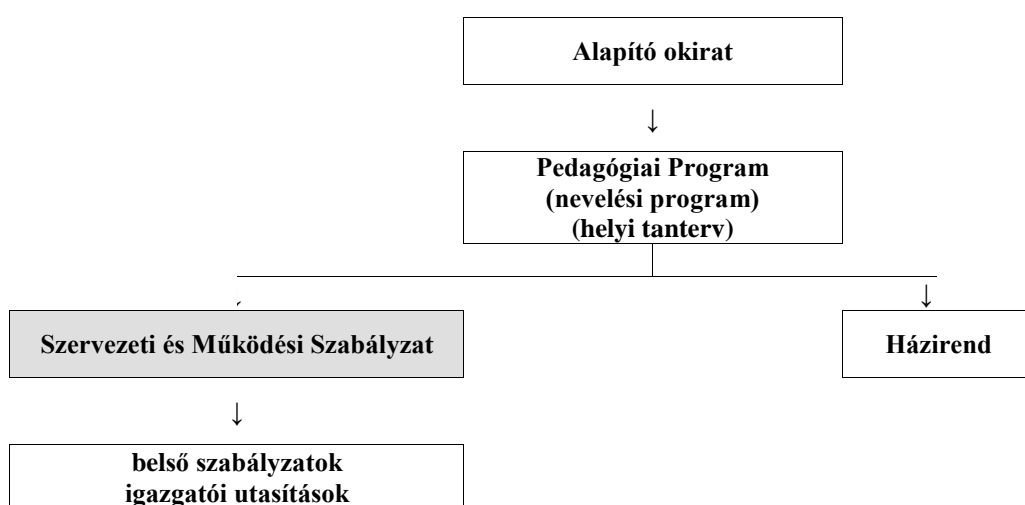 Alapító okirat
↓
Pedagógiai Program
(nevelési program)
(helyi tanterv)
↓
Szervezeti és Működési Szabályzat
Házirend
↓
belső szabályzatok
igazgatói utasítások